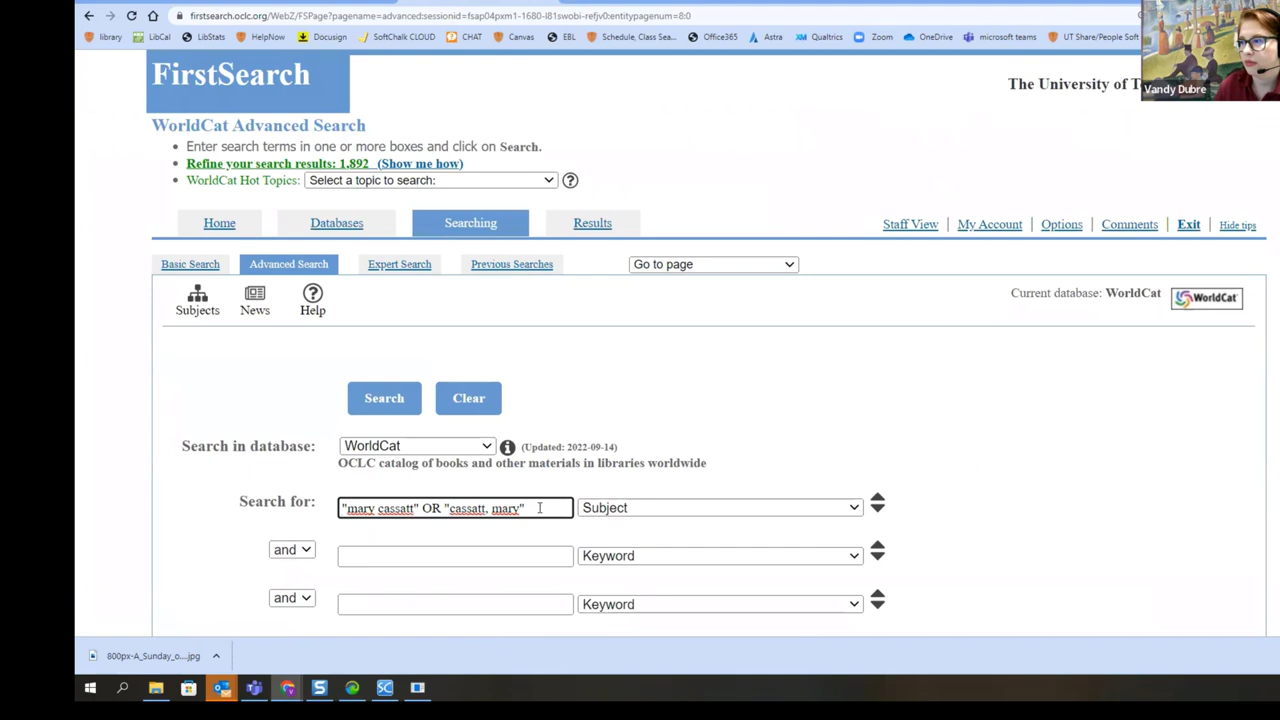 firstsearch.oclc.org/WebZ/FSPage?pagename=advanced:sessionid=fsap04pxm1-1680-l81swobi-refjv0:entitypagenum=8:0
library LibCal LibStats HelpNow Docusign SoftChalk CLOUD CHAT Canvas EBL Schedule, Class Sea... Office365 Astra XM Qualtrics Zoom OneDrive microsoft teams UT Share/People Soft
Vandy Dubre
FirstSearch
The University of T
WorldCat Advanced Search
• Enter search terms in one or more boxes and click on Search.
• Refine your search results: 1,892 (Show me how)
• WorldCat Hot Topics: Select a topic to search: ?
Home Databases Searching Results
Staff View | My Account | Options | Comments | Exit | Hide tips
Basic Search Advanced Search Expert Search Previous Searches Go to page
Subjects News ? Help
Current database: WorldCat WorldCat
Search Clear
Search in database: WorldCat i (Updated: 2022-09-14)
OCLC catalog of books and other materials in libraries worldwide
Search for: "mary cassatt" OR "cassatt, mary" Subject
and Keyword
and Keyword
800px-A_Sunday_o....jpg
S SC